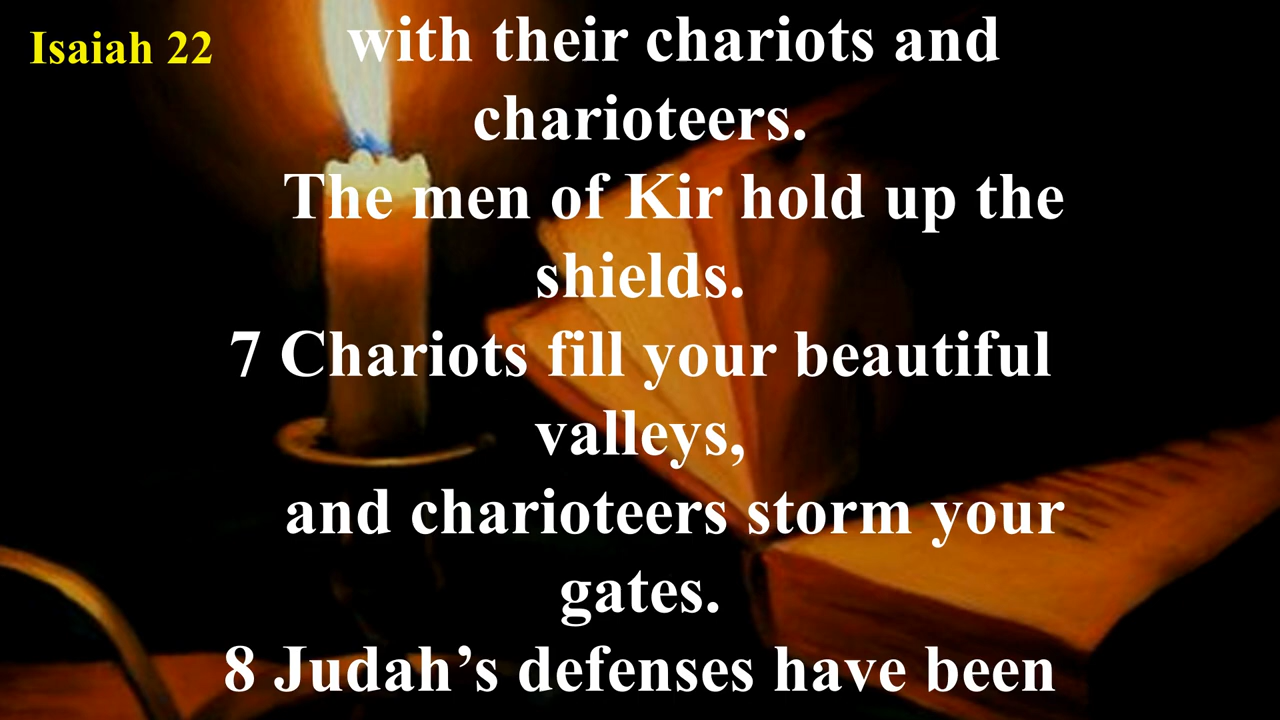 Isaiah 22
with their chariots and
charioteers.
The men of Kir hold up the
shields.
7 Chariots fill your beautiful
valleys,
and charioteers storm your
gates.
8 Judah’s defenses have been